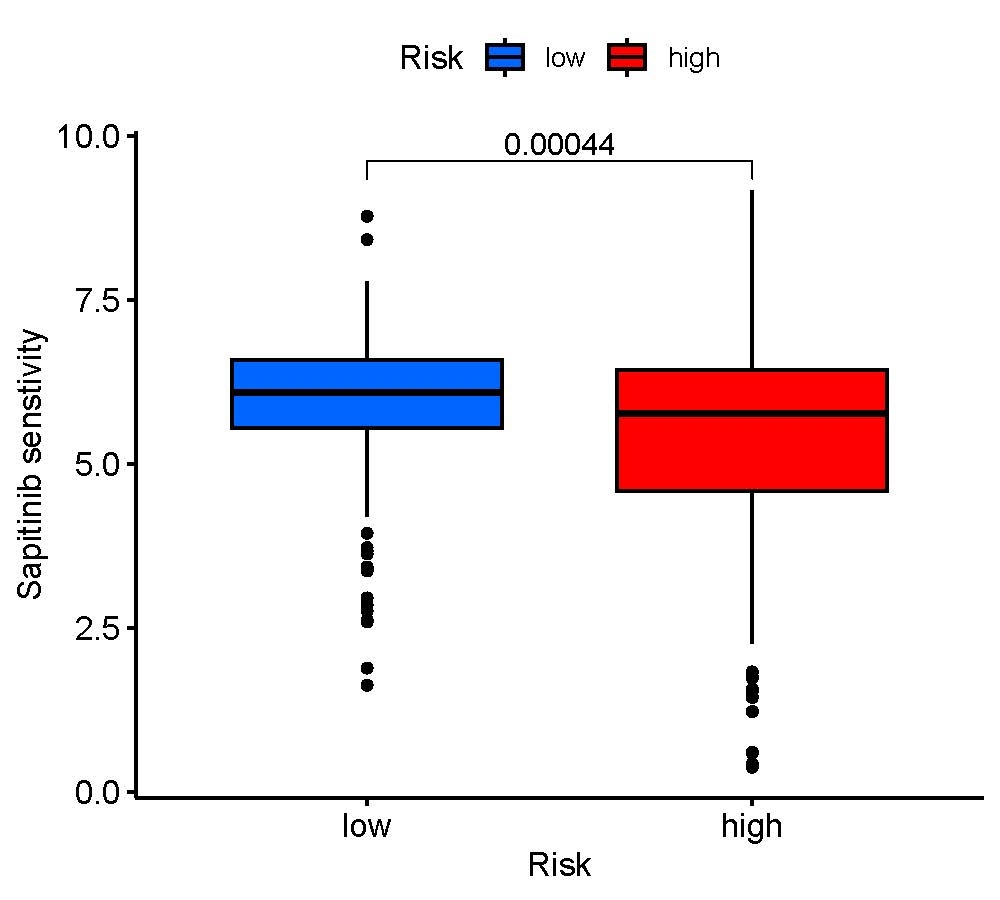 Risk low high
0.00044
10.0
7.5
5.0
2.5
0.0
Sapitinib senstivity
low high
Risk